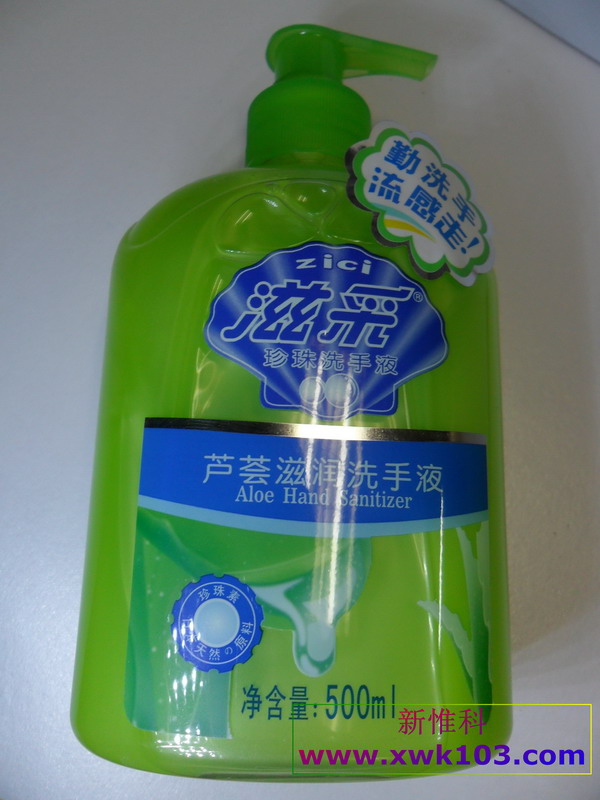 勤洗手
流感走!
zici
滋采®
珍珠洗手液
芦荟滋润洗手液
Aloe Hand Sanitizer
珍珠素
天然の原料
净含量:500ml
新惟科
www.xwk103.com